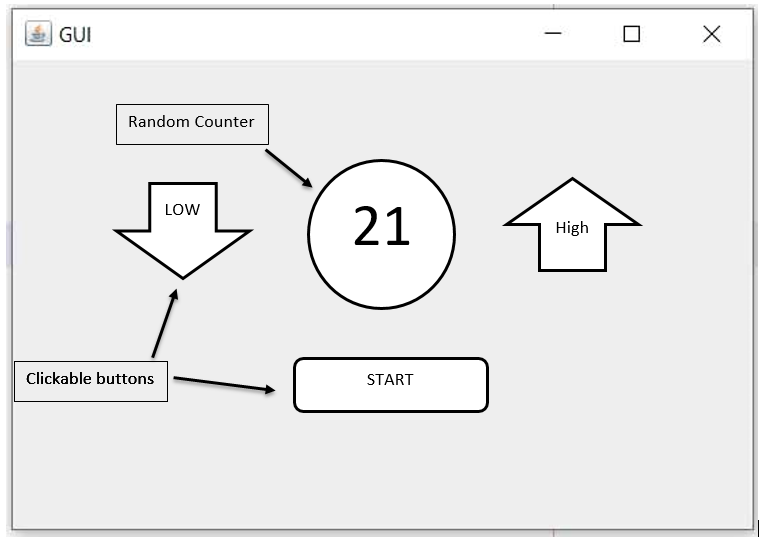 GUI
Random Counter
LOW
21
High
Clickable buttons
START